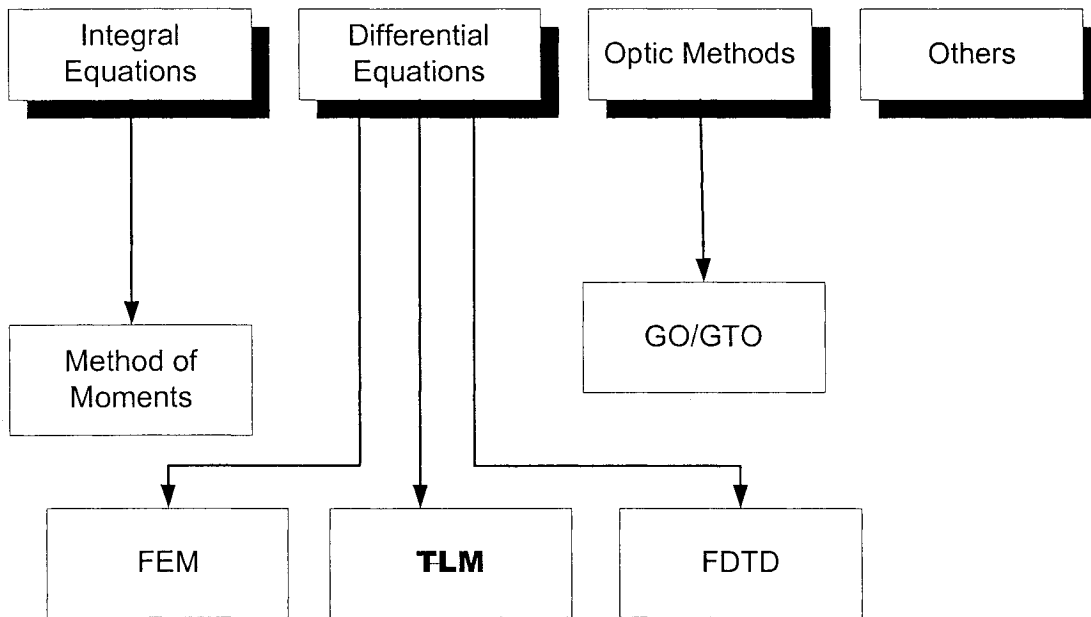 Integral
Equations
Differential
Equations
Optic Methods
Others
GO/GTO
Method of
Moments
FEM
TLM
FDTD